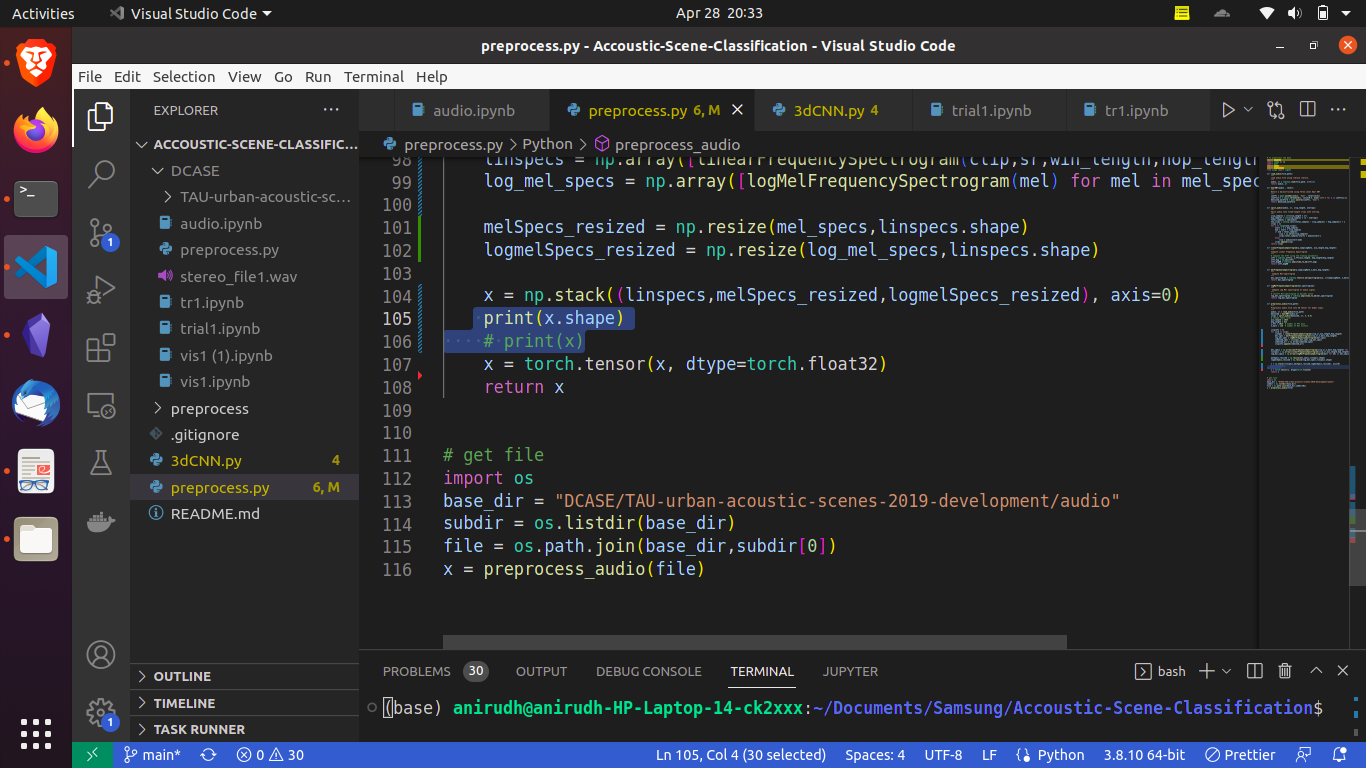 Activities
Visual Studio Code
Apr 28 20:33
preprocess.py - Accoustic-Scene-Classification - Visual Studio Code
File Edit Selection View Go Run Terminal Help
EXPLORER
ACCOUSTIC-SCENE-CLASSIFIC...
DCASE
TAU-urban-acoustic-sc...
audio.ipynb
preprocess.py
stereo_file1.wav
tr1.ipynb
trial1.ipynb
vis1 (1).ipynb
vis1.ipynb
preprocess
.gitignore
3dCNN.py 4
preprocess.py 6, M
README.md
OUTLINE
TIMELINE
TASK RUNNER
1
1
audio.ipynb
preprocess.py 6, M
3dCNN.py 4
trial1.ipynb
tr1.ipynb
preprocess.py > Python > preprocess_audio
98 linspecs = np.array([linearFrequencySpectrogram(clip,sr,win_length,hop_lengt
99 log_mel_specs = np.array([logMelFrequencySpectrogram(mel) for mel in mel_spec
100
101 melSpecs_resized = np.resize(mel_specs,linspecs.shape)
102 logmelSpecs_resized = np.resize(log_mel_specs,linspecs.shape)
103
104 x = np.stack((linspecs,melSpecs_resized,logmelSpecs_resized), axis=0)
105 print(x.shape)
106 # print(x)
107 x = torch.tensor(x, dtype=torch.float32)
108 return x
109
110
111 # get file
112 import os
113 base_dir = "DCASE/TAU-urban-acoustic-scenes-2019-development/audio"
114 subdir = os.listdir(base_dir)
115 file = os.path.join(base_dir,subdir[0])
116 x = preprocess_audio(file)
PROBLEMS 30 OUTPUT DEBUG CONSOLE TERMINAL JUPYTER
bash
(base) anirudh@anirudh-HP-Laptop-14-ck2xxx:~/Documents/Samsung/Accoustic-Scene-Classification$
main* 0 30 Ln 105, Col 4 (30 selected) Spaces: 4 UTF-8 LF Python 3.8.10 64-bit Prettier